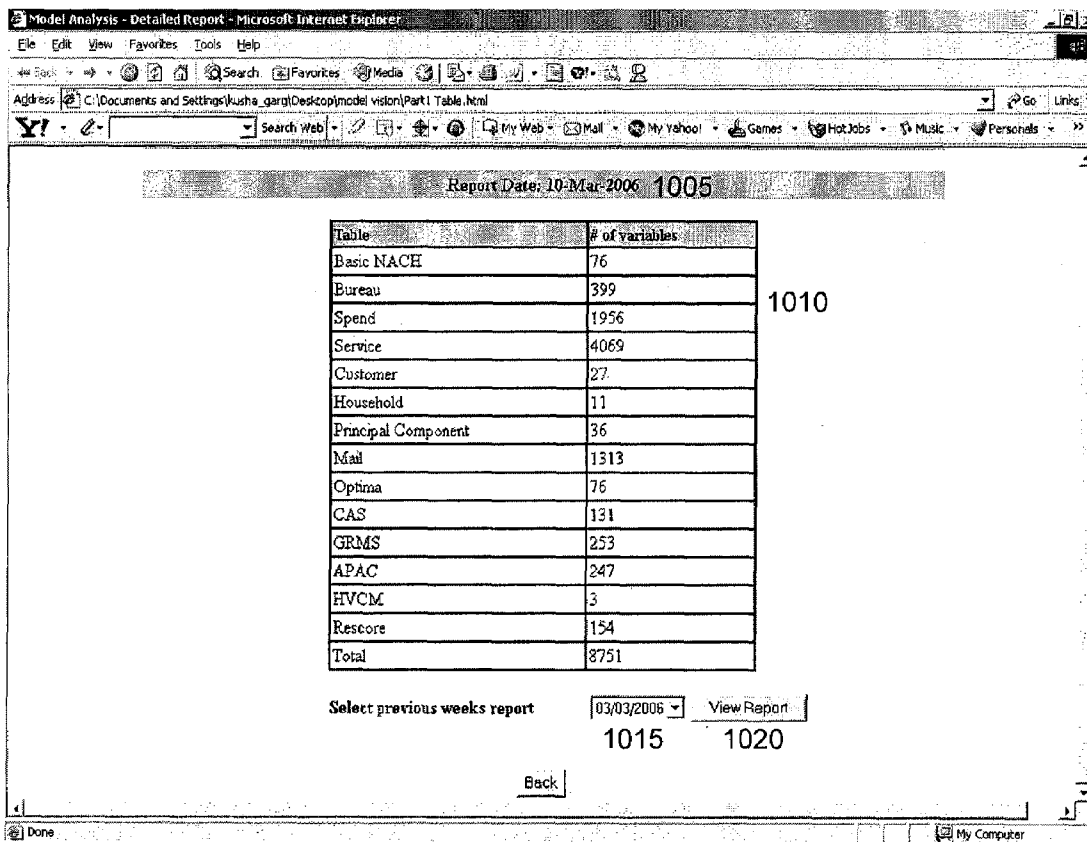 Model Analysis - Detailed Report - Microsoft Internet Explorer
File Edit View Favorites Tools Help
Back Search Favorites Media
Address C:\Documents and Settings\kusha_garg\Desktop\model vision\Part1 Table.html Go Links
Y! Search Web My Web Mail My Yahoo! Games HotJobs Music Personals »
Report Date: 10-Mar-2006 1005
Table # of variables
Basic NACH 76
Bureau 399
1010
Spend 1956
Service 4069
Customer 27
Household 11
Principal Component 36
Mail 1313
Optima 76
CAS 131
GRMS 253
APAC 247
HVCM 3
Rescore 154
Total 8751
Select previous weeks report 03/03/2006 View Report
1015 1020
Back
Done My Computer